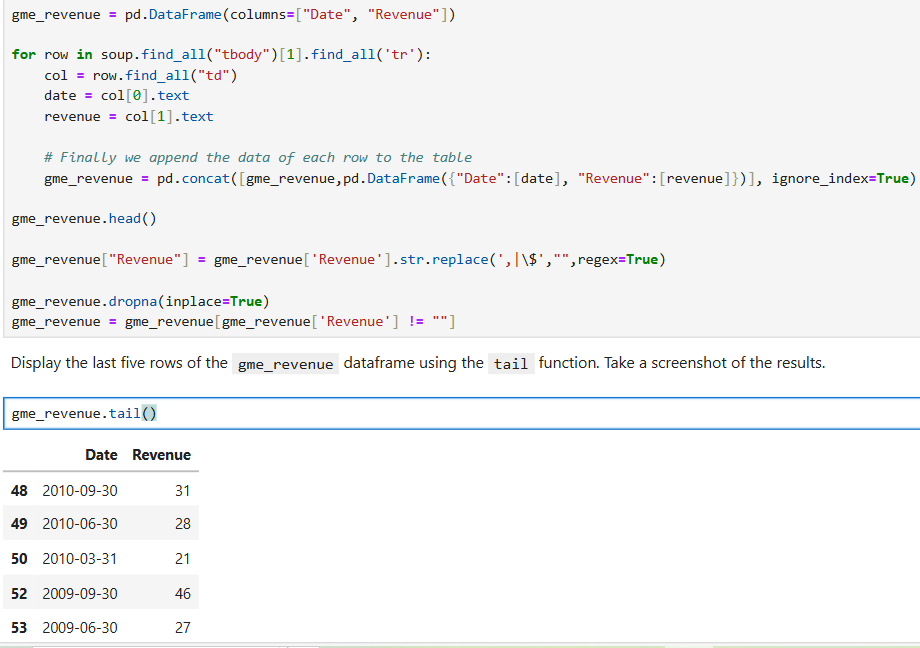 gme_revenue = pd.DataFrame(columns=["Date", "Revenue"])
for row in soup.find_all("tbody")[1].find_all('tr'):
    col = row.find_all("td")
    date = col[0].text
    revenue = col[1].text
    # Finally we append the data of each row to the table
    gme_revenue = pd.concat([gme_revenue,pd.DataFrame({"Date":[date], "Revenue":[revenue]})], ignore_index=True)
gme_revenue.head()
gme_revenue["Revenue"] = gme_revenue['Revenue'].str.replace(',|\$',"",regex=True)
gme_revenue.dropna(inplace=True)
gme_revenue = gme_revenue[gme_revenue['Revenue'] != ""]
Display the last five rows of the gme_revenue dataframe using the tail function. Take a screenshot of the results.
gme_revenue.tail()
Date Revenue
48 2010-09-30 31
49 2010-06-30 28
50 2010-03-31 21
52 2009-09-30 46
53 2009-06-30 27